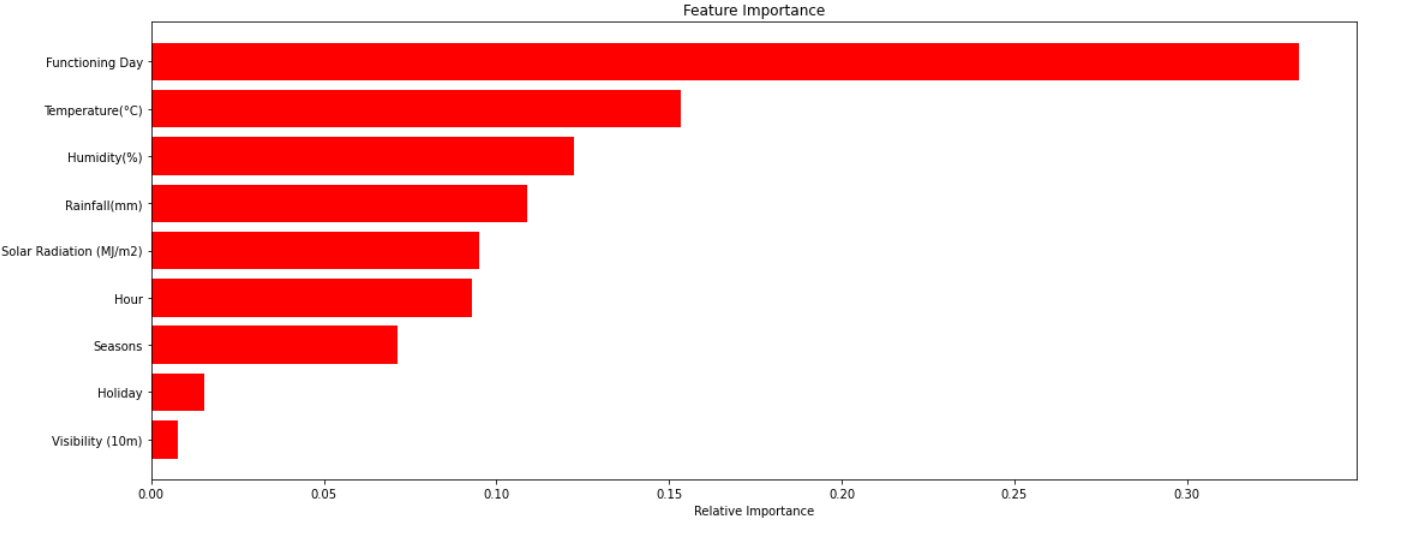 Feature Importance
Functioning Day
Temperature(°C)
Humidity(%)
Rainfall(mm)
Solar Radiation (MJ/m2)
Hour
Seasons
Holiday
Visibility (10m)
0.00 0.05 0.10 0.15 0.20 0.25 0.30
Relative Importance